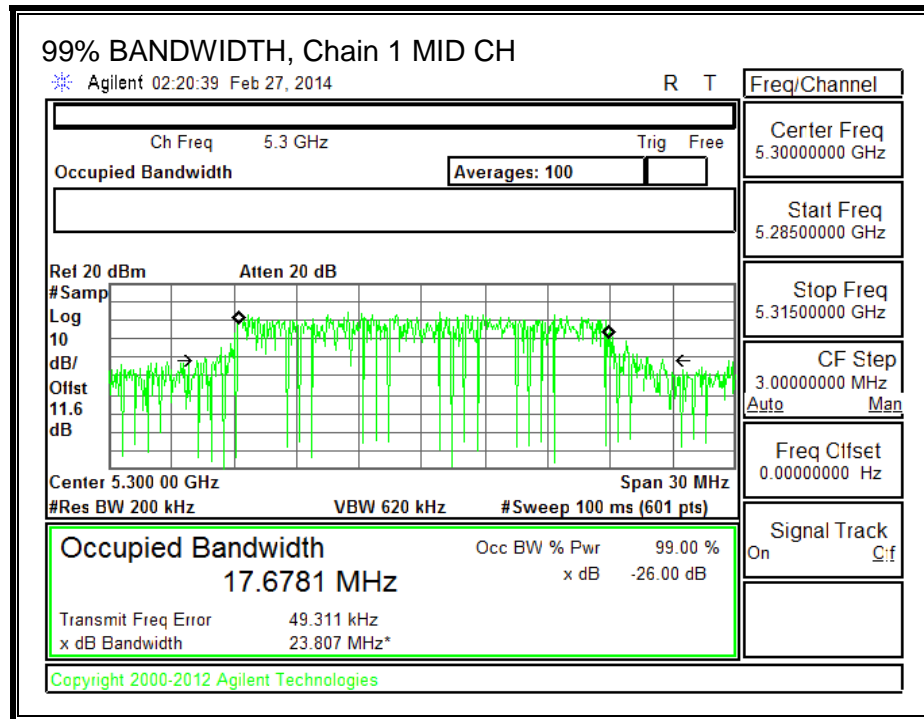 99% BANDWIDTH, Chain 1 MID CH
Agilent 02:20:39 Feb 27, 2014 R T
Ch Freq 5.3 GHz Trig Free
Occupied Bandwidth Averages: 100
Ref 20 dBm Atten 20 dB
#Samp
Log
10
dB/
Offst
11.6
dB
Center 5.300 00 GHz Span 30 MHz
#Res BW 200 kHz VBW 620 kHz #Sweep 100 ms (601 pts)
Occupied Bandwidth Occ BW % Pwr 99.00 %
17.6781 MHz x dB -26.00 dB
Transmit Freq Error 49.311 kHz
x dB Bandwidth 23.807 MHz*
Copyright 2000-2012 Agilent Technologies
Freq/Channel
Center Freq
5.30000000 GHz
Start Freq
5.28500000 GHz
Stop Freq
5.31500000 GHz
CF Step
3.00000000 MHz
Auto Man
Freq Offset
0.00000000 Hz
Signal Track
On Off